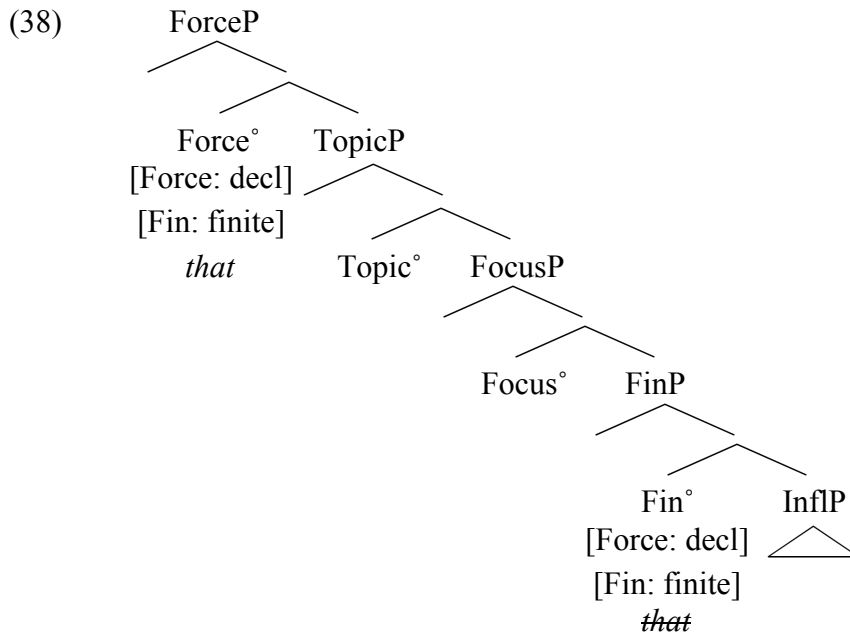 (38) ForceP
Force° TopicP
[Force: decl]
[Fin: finite]
that Topic° FocusP
Focus° FinP
Fin° InflP
[Force: decl]
[Fin: finite]
that